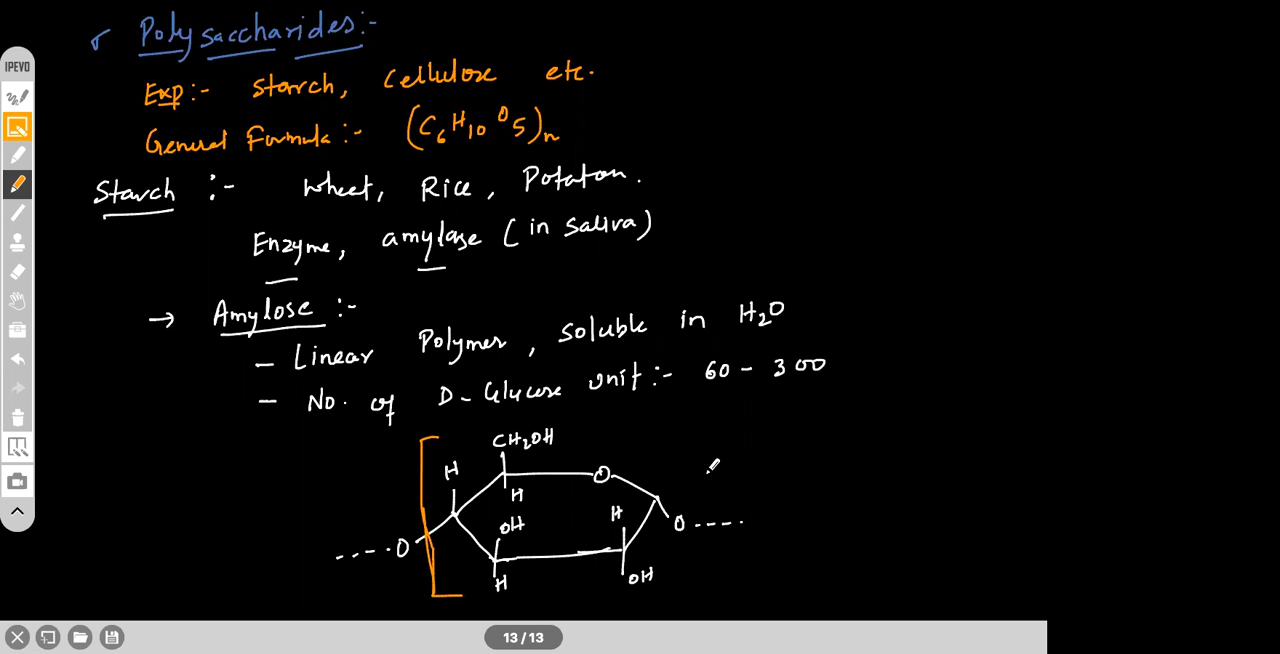 Polysaccharides:-
IPEVO
Exp:- Starch, Cellulose etc.
General Formula:- (C6H10O5)n
Starch :- Wheat, Rice, Potaton.
Enzyme, amylase (in Saliva)
→ Amylose :-
- Linear Polymer, Soluble in H2O
- No. of D-Glucose unit:- 60-300
CH2OH
H
O
H
OH
H
O
O
H
OH
13/13